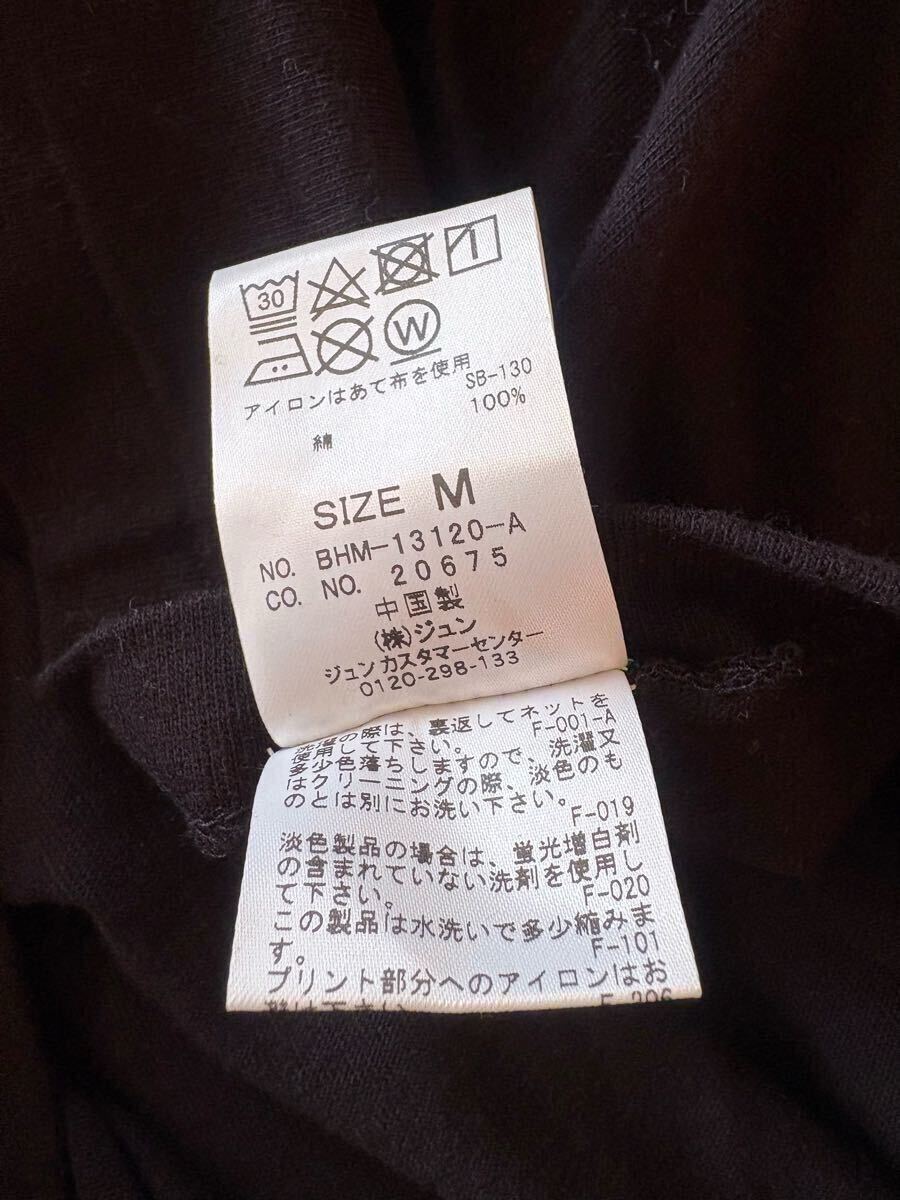 30
W
アイロンはあて布を使用
SB-130
綿 100%
SIZE M
NO. BHM-13120-A
CO. NO. 20675
中国製
(株)ジュン
ジュンカスタマーセンター
0120-298-133
洗濯の際は、裏返してネットを
使用して下さい。 F-001-A
多少色落ちしますので、洗濯又
はクリーニングの際、淡色のも
のとは別にお洗い下さい。
F-019
淡色製品の場合は、蛍光増白剤
の含まれていない洗剤を使用し
て下さい。 F-020
この製品は水洗いで多少縮みま
す。 F-101
プリント部分へのアイロンはお